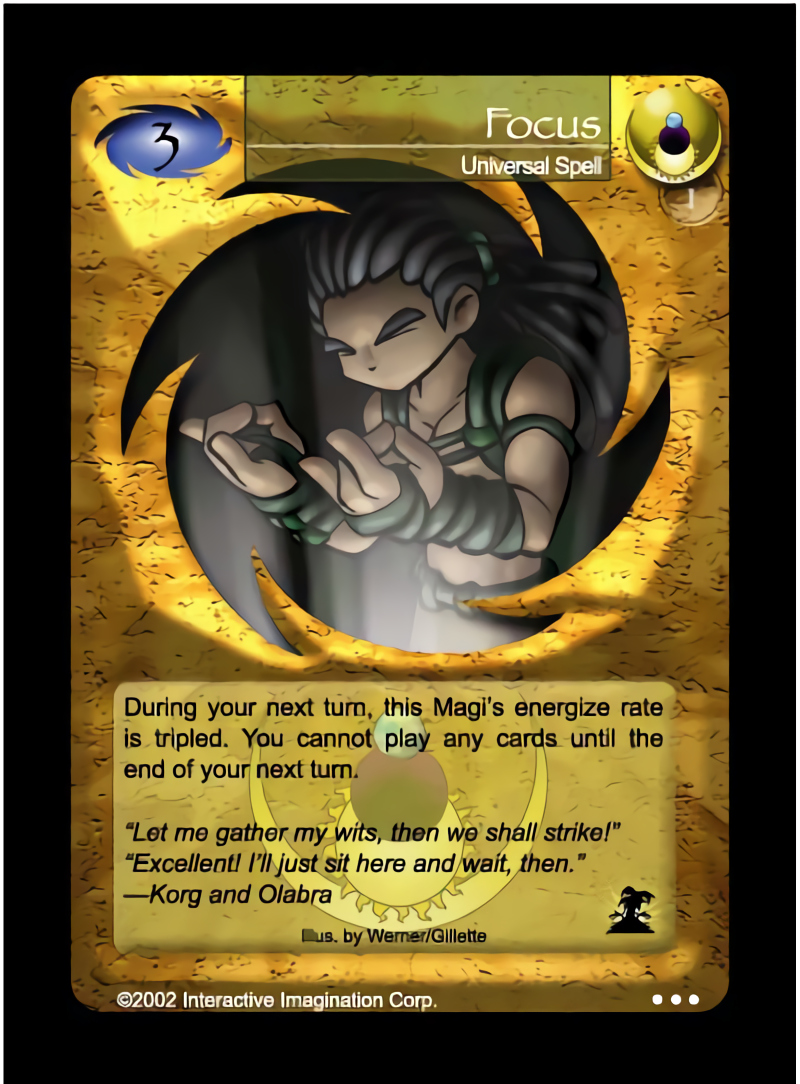 3
Focus
Universal Spell
1
During your next turn, this Magi's energize rate
is tripled. You cannot play any cards until the
end of your next turn.
"Let me gather my wits, then we shall strike!"
"Excellent! I'll just sit here and wait, then."
—Korg and Olabra
Illus. by Werner/Gillette
©2002 Interactive Imagination Corp.